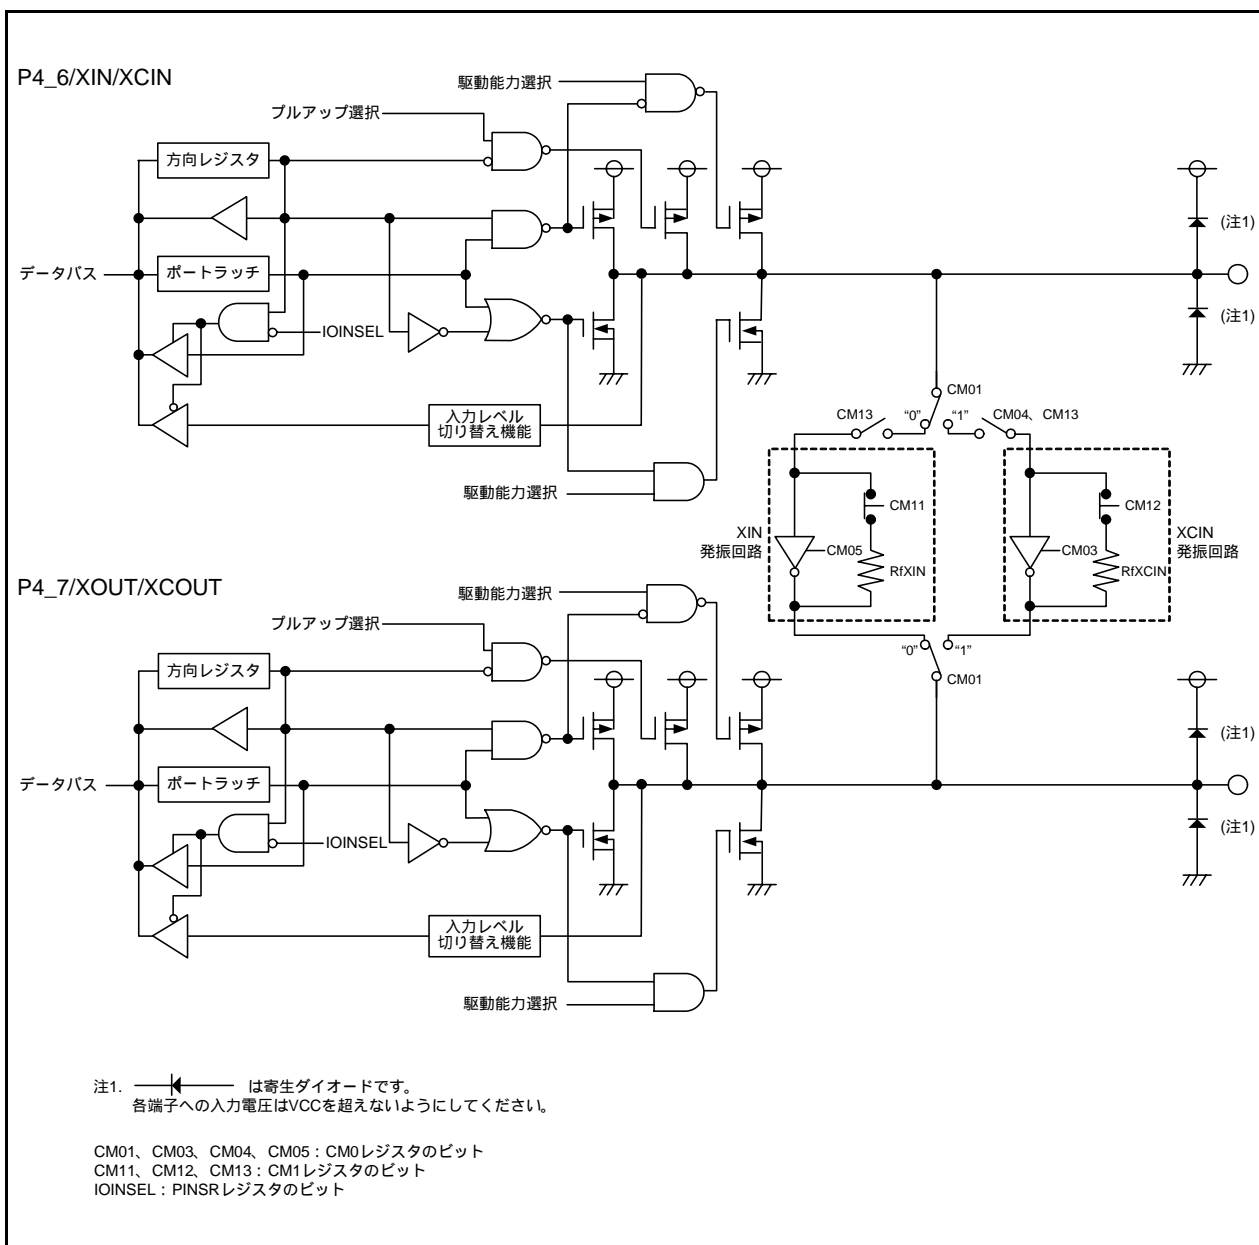 P4_6/XIN/XCIN
駆動能力選択
プルアップ選択
方向レジスタ
(注1)
データバス
ポートラッチ
(注1)
IOINSEL
CM01
入力レベル
切り替え機能
CM13
“0”
“1”
CM04、CM13
駆動能力選択
CM11
CM12
XIN
発振回路
CM05
RfXIN
CM03
RfXCIN
XCIN
発振回路
P4_7/XOUT/XCOUT
駆動能力選択
プルアップ選択
“0”
“1”
CM01
方向レジスタ
(注1)
データバス
ポートラッチ
(注1)
IOINSEL
入力レベル
切り替え機能
駆動能力選択
注1. は寄生ダイオードです。
各端子への入力電圧はVCCを超えないようにしてください。
CM01、CM03、CM04、CM05：CM0レジスタのビット
CM11、CM12、CM13：CM1レジスタのビット
IOINSEL：PINSRレジスタのビット